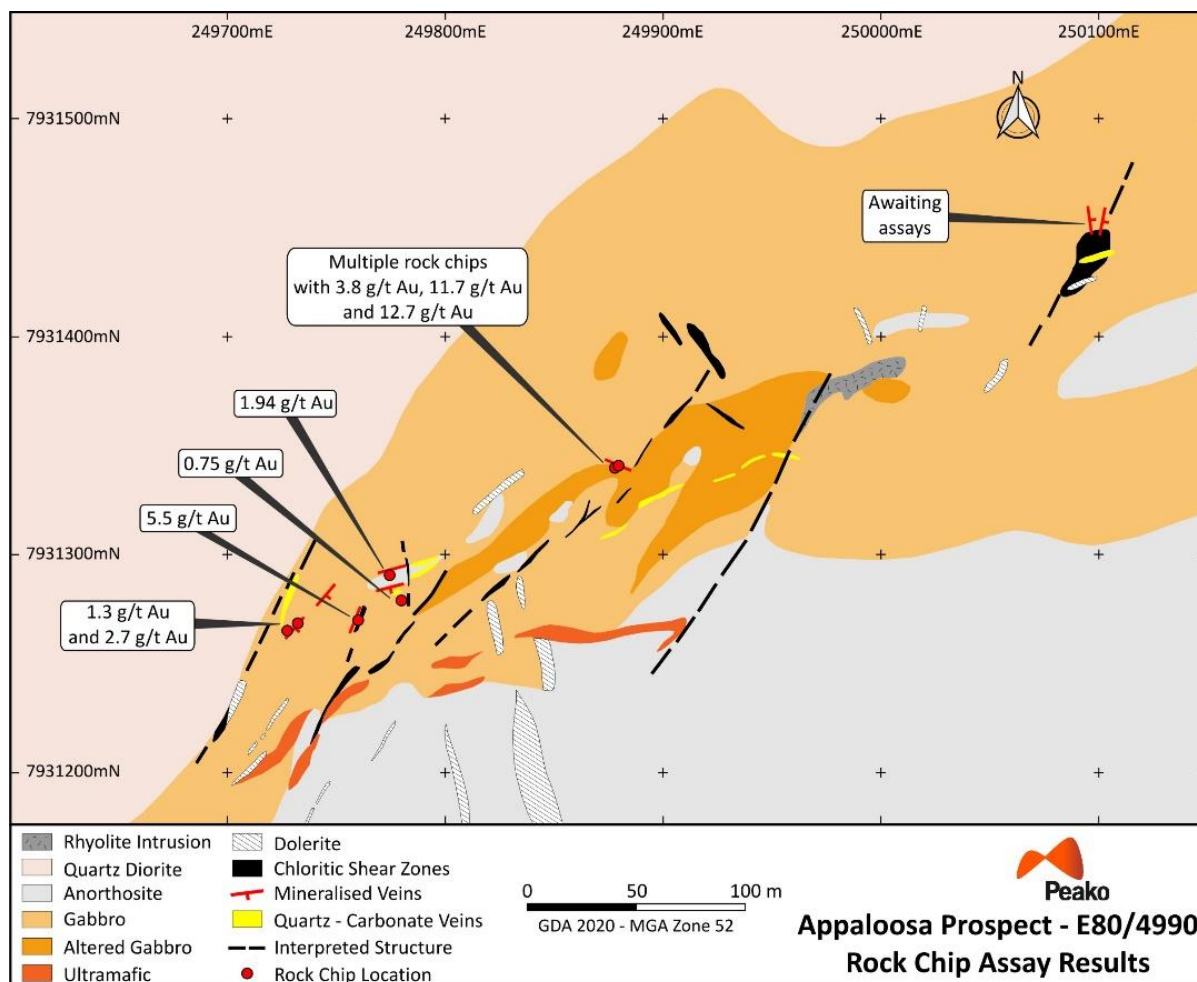 249700mE 249800mE 249900mE 250000mE 250100mE
7931500mN
N
Awaiting
assays
Multiple rock chips
with 3.8 g/t Au, 11.7 g/t Au
and 12.7 g/t Au
7931400mN
1.94 g/t Au
0.75 g/t Au
5.5 g/t Au
7931300mN
1.3 g/t Au
and 2.7 g/t Au
7931200mN
Rhyolite Intrusion
Quartz Diorite
Anorthosite
Gabbro
Altered Gabbro
Ultramafic
Dolerite
Chloritic Shear Zones
Mineralised Veins
Quartz - Carbonate Veins
Interpreted Structure
Rock Chip Location
0 50 100 m
GDA 2020 - MGA Zone 52
Peako
Appaloosa Prospect - E80/4990
Rock Chip Assay Results